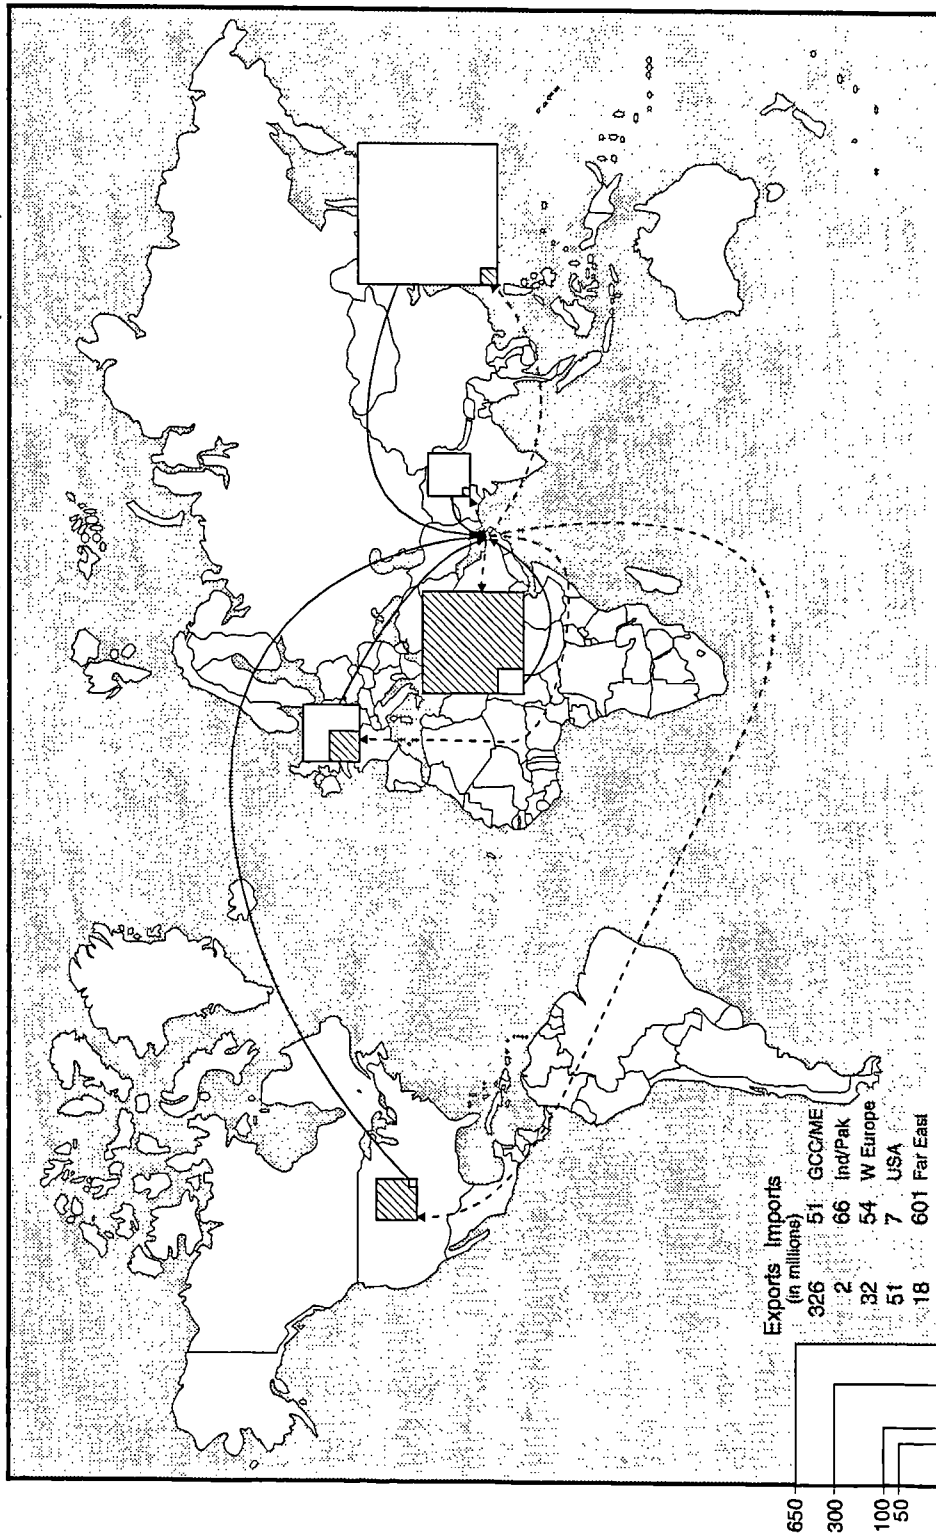 Exports Imports
(in millions)
326 51 GCC/ME
2 66 Ind/Pak
32 54 W Europe
51 7 USA
18 601 Far East
650
300
100
50